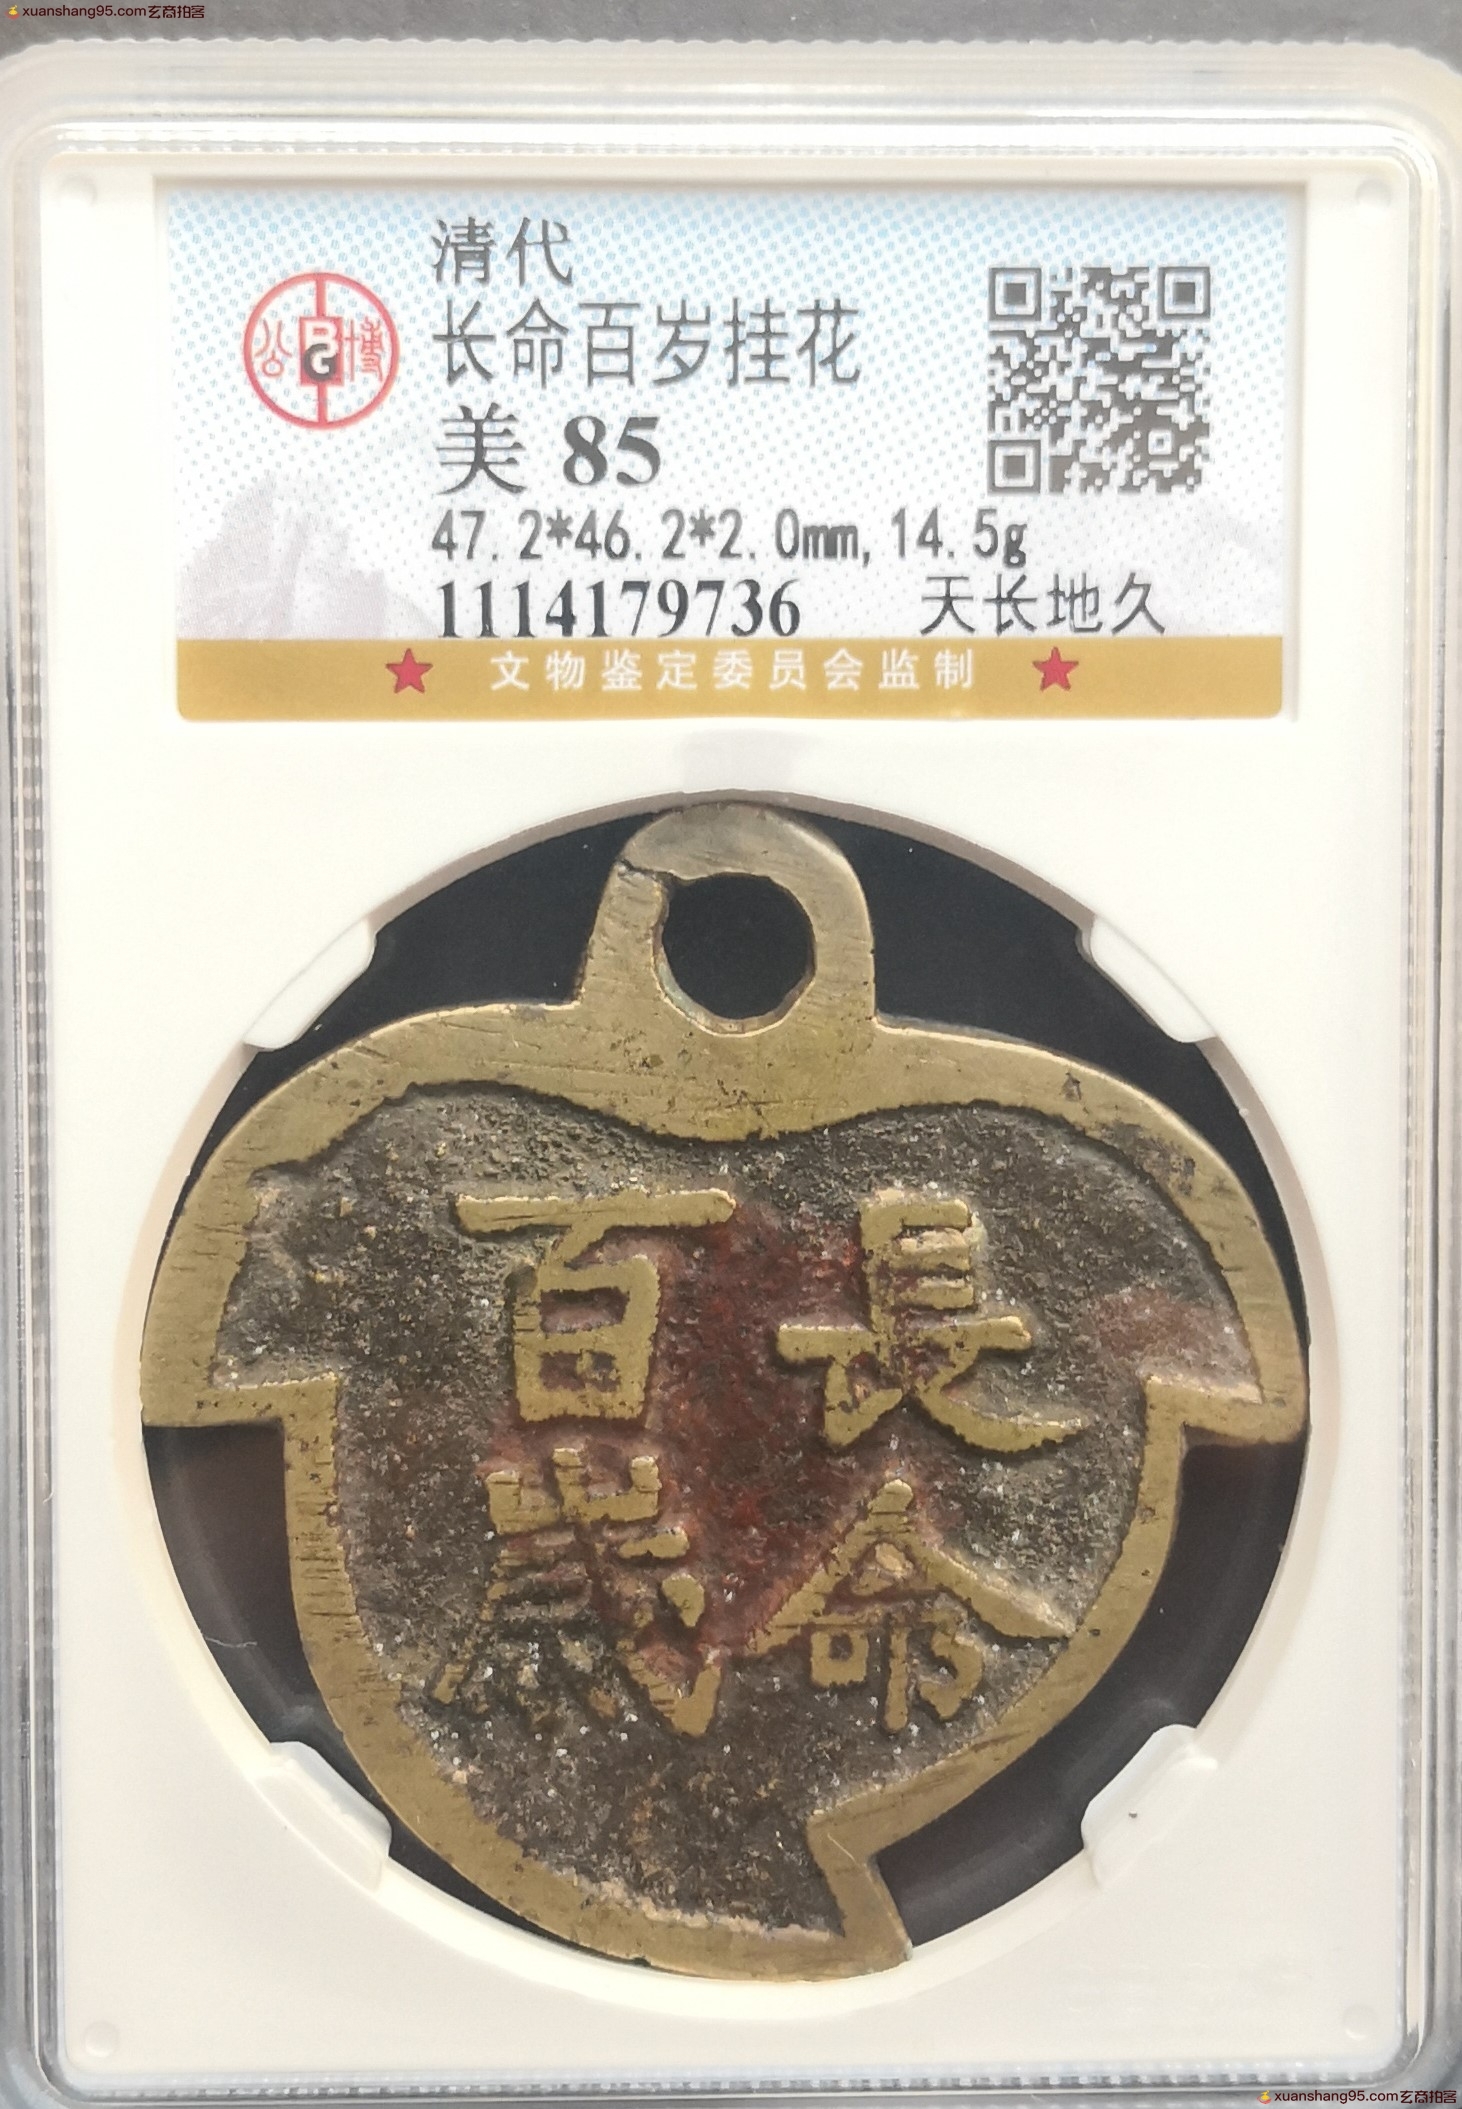 xuanshang95.com玄商拍客
清代
长命百岁挂花
公博
美 85
47.2*46.2*2.0mm,14.5g
1114179736 天长地久
★ 文物鉴定委员会监制 ★
長命
百歲
xuanshang95.com玄商拍客